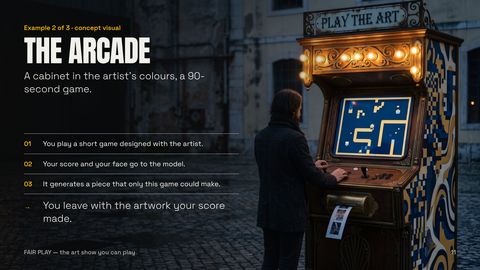 Example 2 of 3 · concept visual
THE ARCADE
A cabinet in the artist's colours, a 90-
second game.
01 You play a short game designed with the artist.
02 Your score and your face go to the model.
03 It generates a piece that only this game could make.
→ You leave with the artwork your score
made.
FAIR PLAY — the art show you can play
11
PLAY THE ART